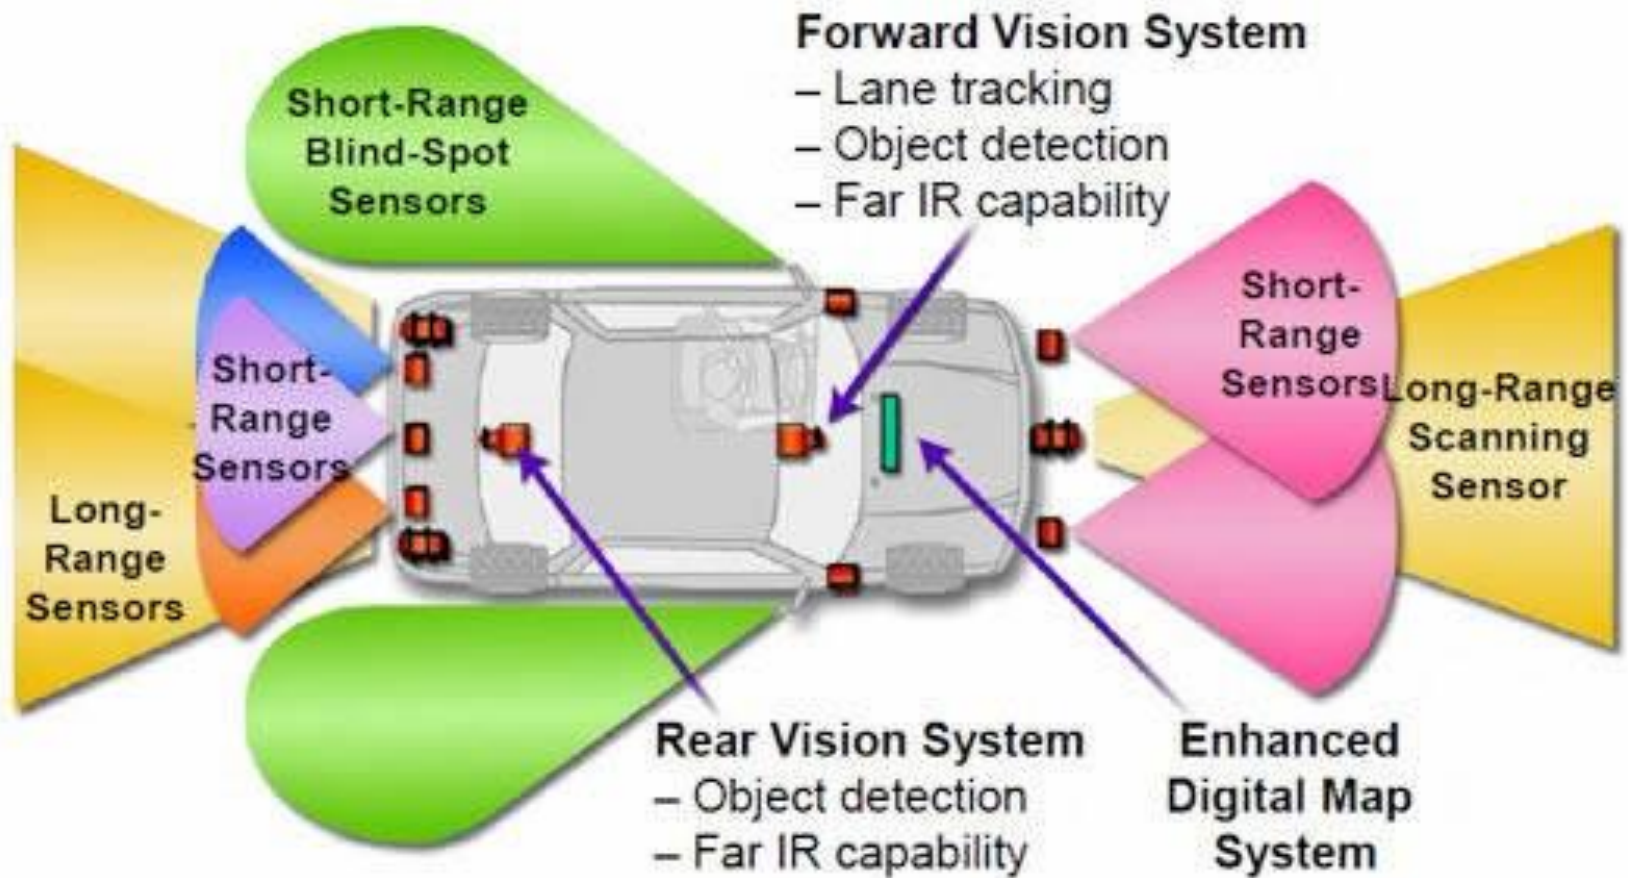 Forward Vision System
– Lane tracking
– Object detection
– Far IR capability
Short-Range
Blind-Spot
Sensors
Short-
Range
Sensors
Long-
Range
Sensors
Short-
Range
Sensors
Long-Range
Scanning
Sensor
Rear Vision System
– Object detection
– Far IR capability
Enhanced
Digital Map
System